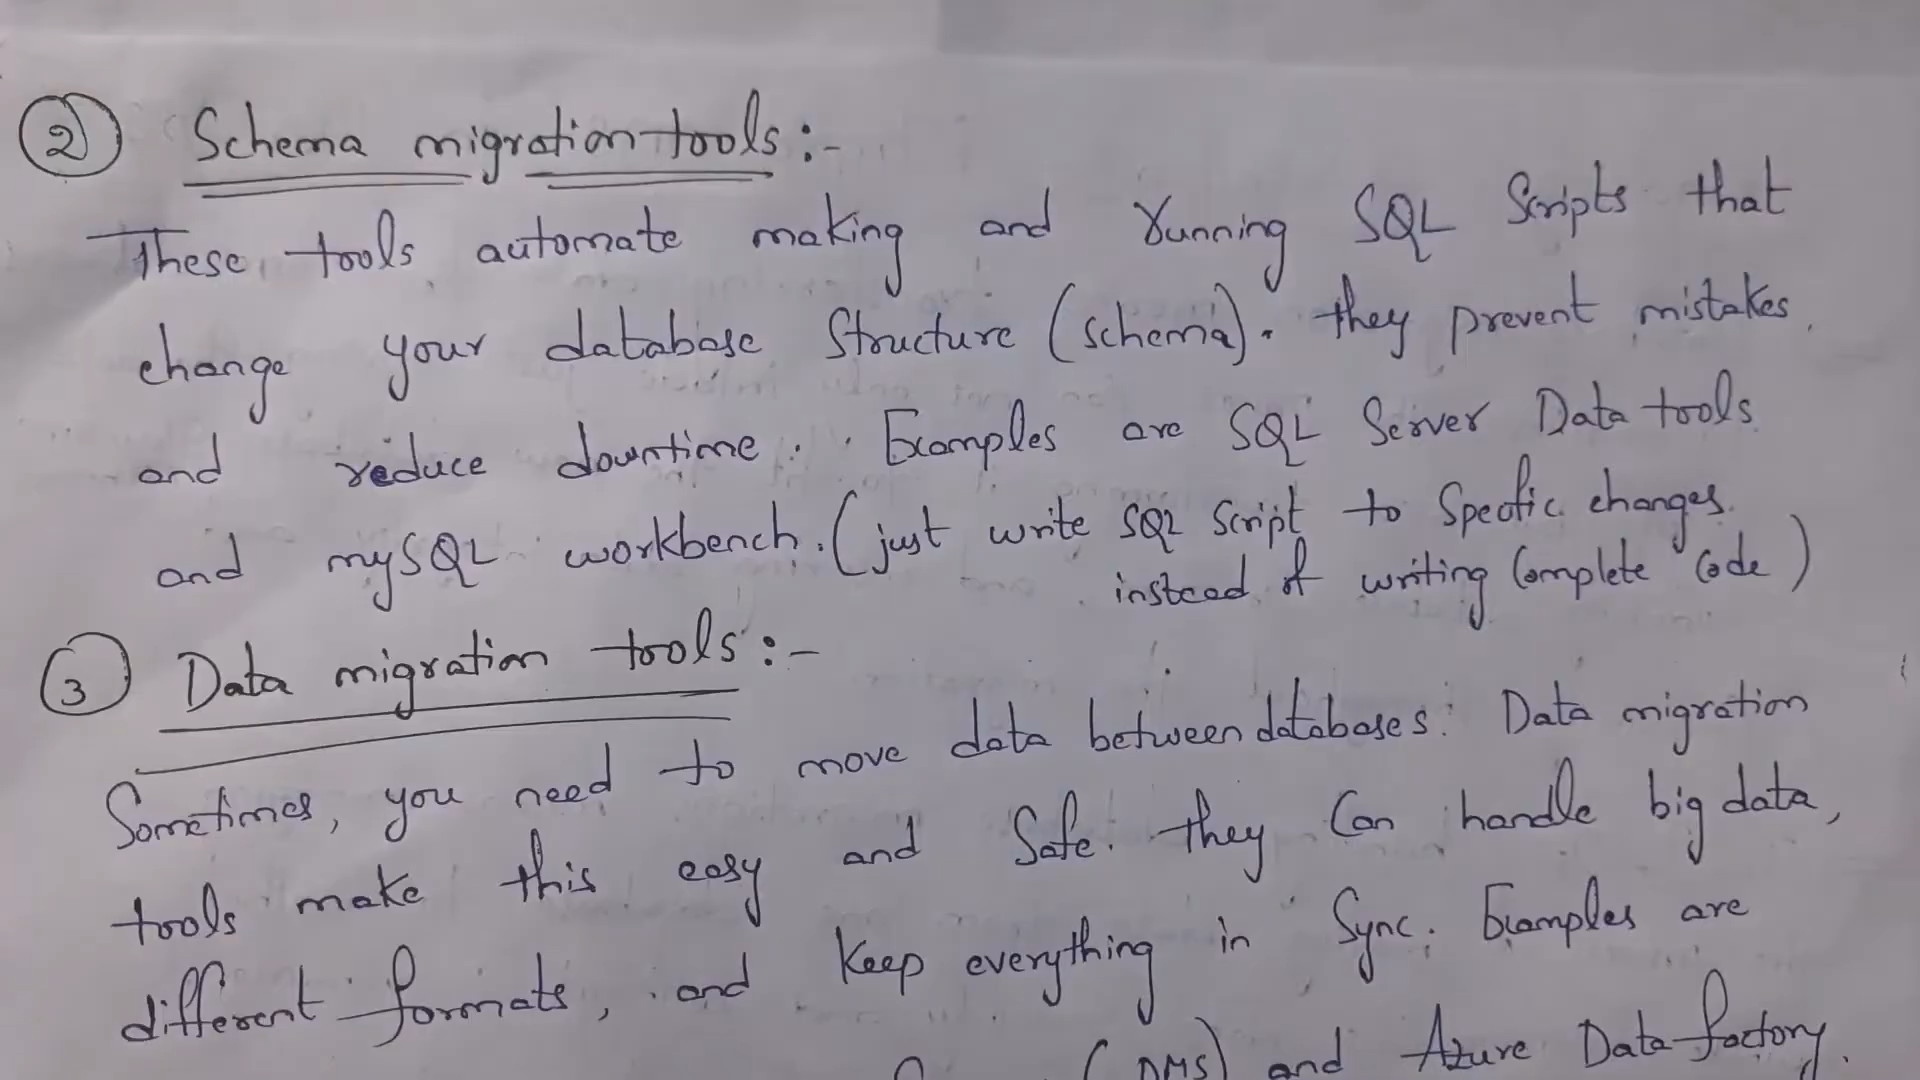 ② Schema migration tools :-
These tools automate making and running SQL Scripts that
change your database Structure (schema). they prevent mistakes
and reduce downtime. Examples are SQL Server Data tools
and mySQL workbench. (just write SQL Script to Specific changes
instead of writing Complete Code)
③ Data migration tools :-
Sometimes, you need to move data between databases. Data migration
tools make this easy and Safe. they Can handle big data,
different formats, and Keep everything in Sync. Examples are
(DMS) and Azure Data factory.